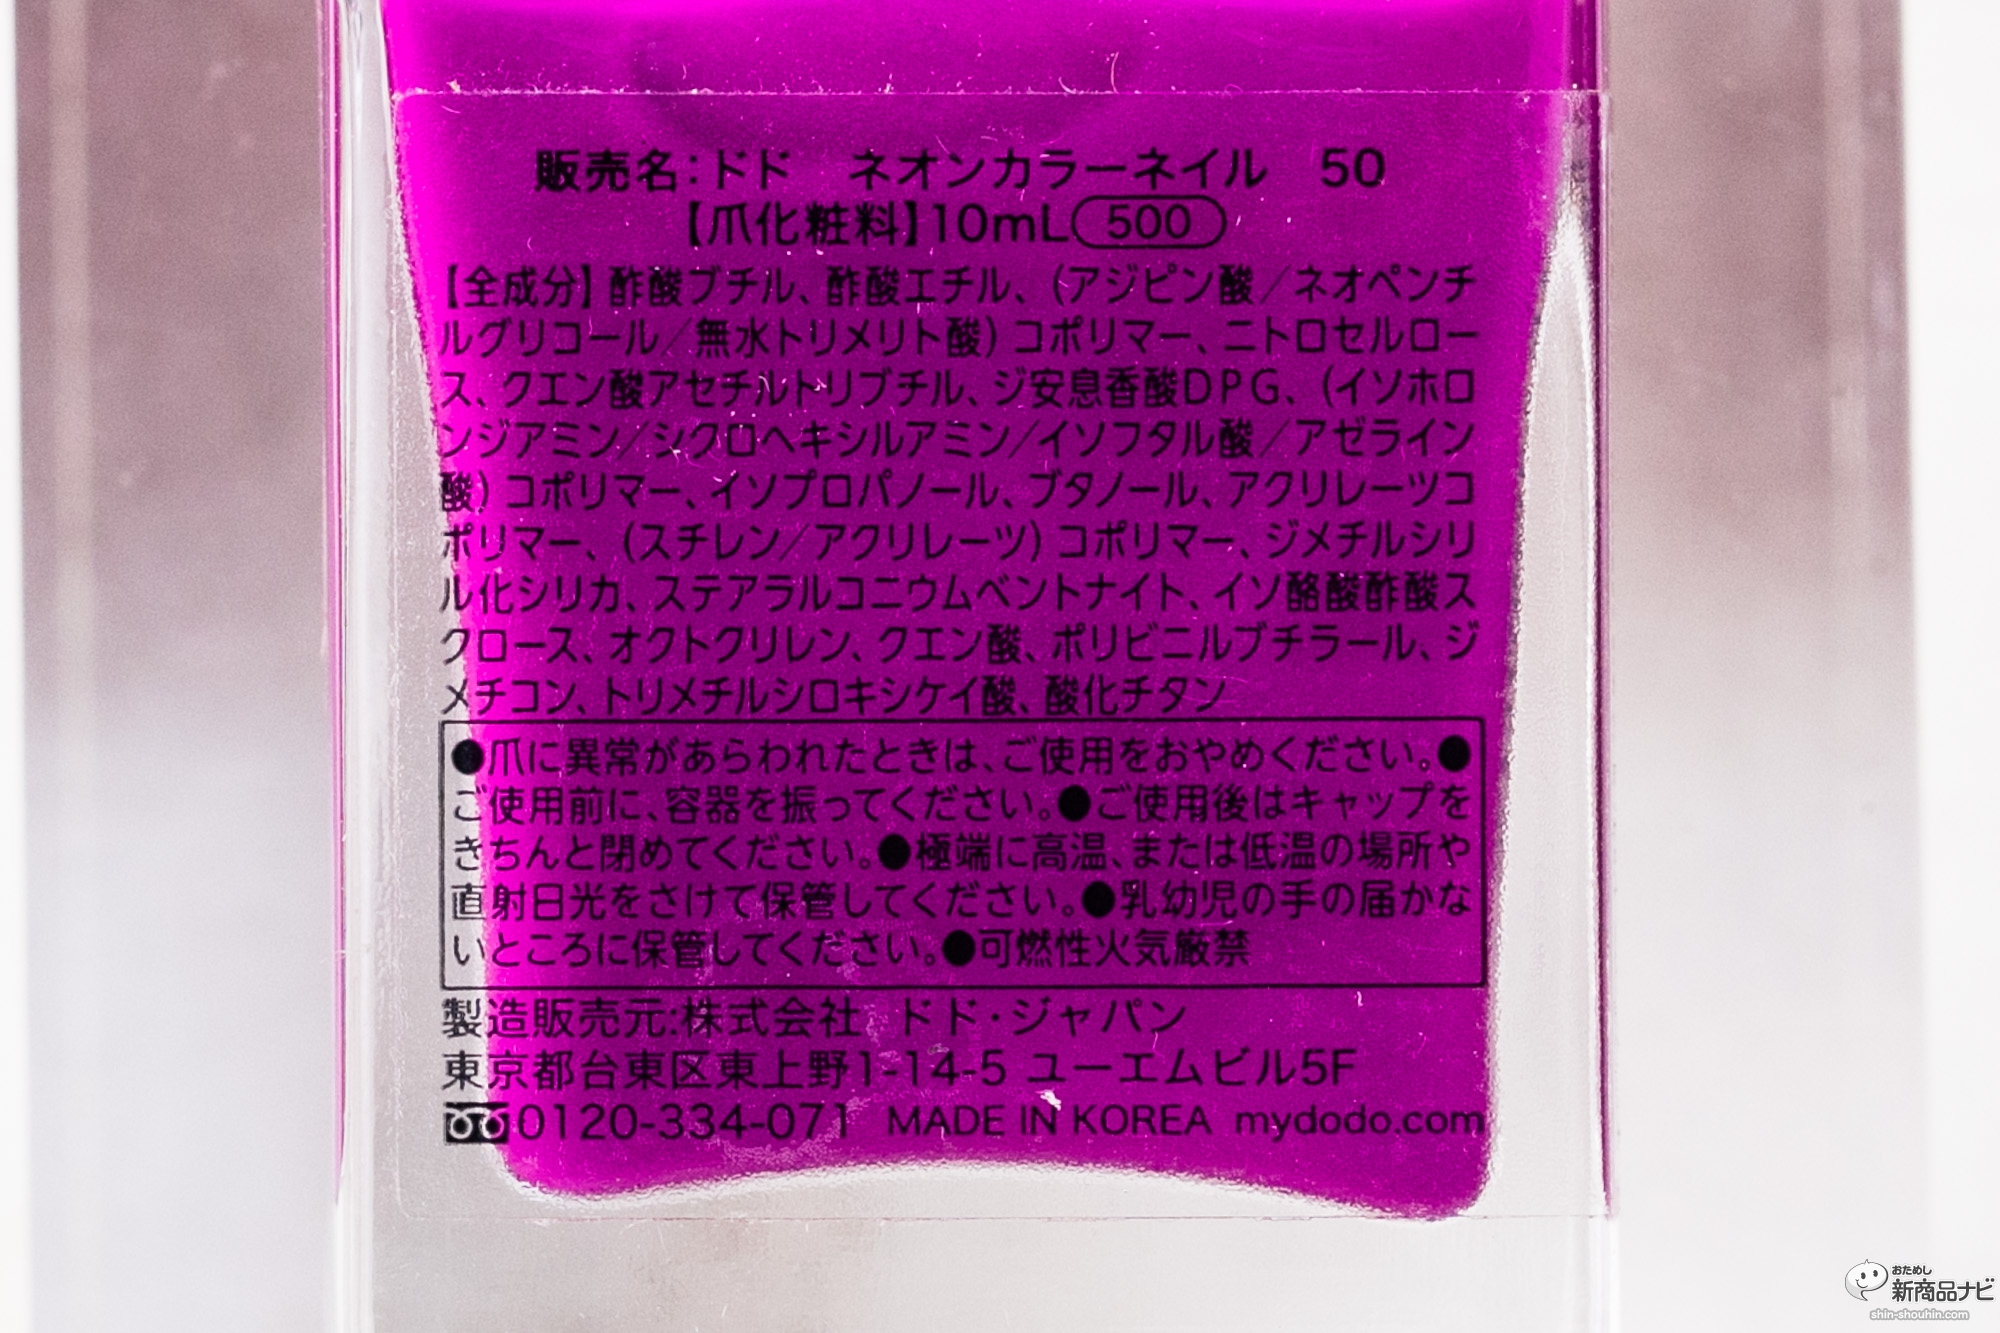 販売名:ドド　ネオンカラーネイル　50
【爪化粧料】10mL 500
【全成分】酢酸ブチル、酢酸エチル、(アジピン酸／ネオペンチ
ルグリコール／無水トリメリト酸)コポリマー、ニトロセルロー
ス、クエン酸アセチルトリブチル、ジ安息香酸DPG、(イソホロ
ンジアミン／シクロヘキシルアミン／イソフタル酸／アゼライン
酸)コポリマー、イソプロパノール、ブタノール、アクリレーツコ
ポリマー、(スチレン／アクリレーツ)コポリマー、ジメチルシリ
ル化シリカ、ステアラルコニウムベントナイト、イソ酪酸酢酸ス
クロース、オクトクリレン、クエン酸、ポリビニルブチラール、ジ
メチコン、トリメチルシロキシケイ酸、酸化チタン
●爪に異常があらわれたときは、ご使用をおやめください。●
ご使用前に、容器を振ってください。●ご使用後はキャップを
きちんと閉めてください。●極端に高温、または低温の場所や
直射日光をさけて保管してください。●乳幼児の手の届かな
いところに保管してください。●可燃性火気厳禁
製造販売元:株式会社 ドド・ジャパン
東京都台東区東上野1-14-5 ユーエムビル5F
0120-334-071 MADE IN KOREA mydodo.com
おためし
新商品ナビ
shin-shouhin.com